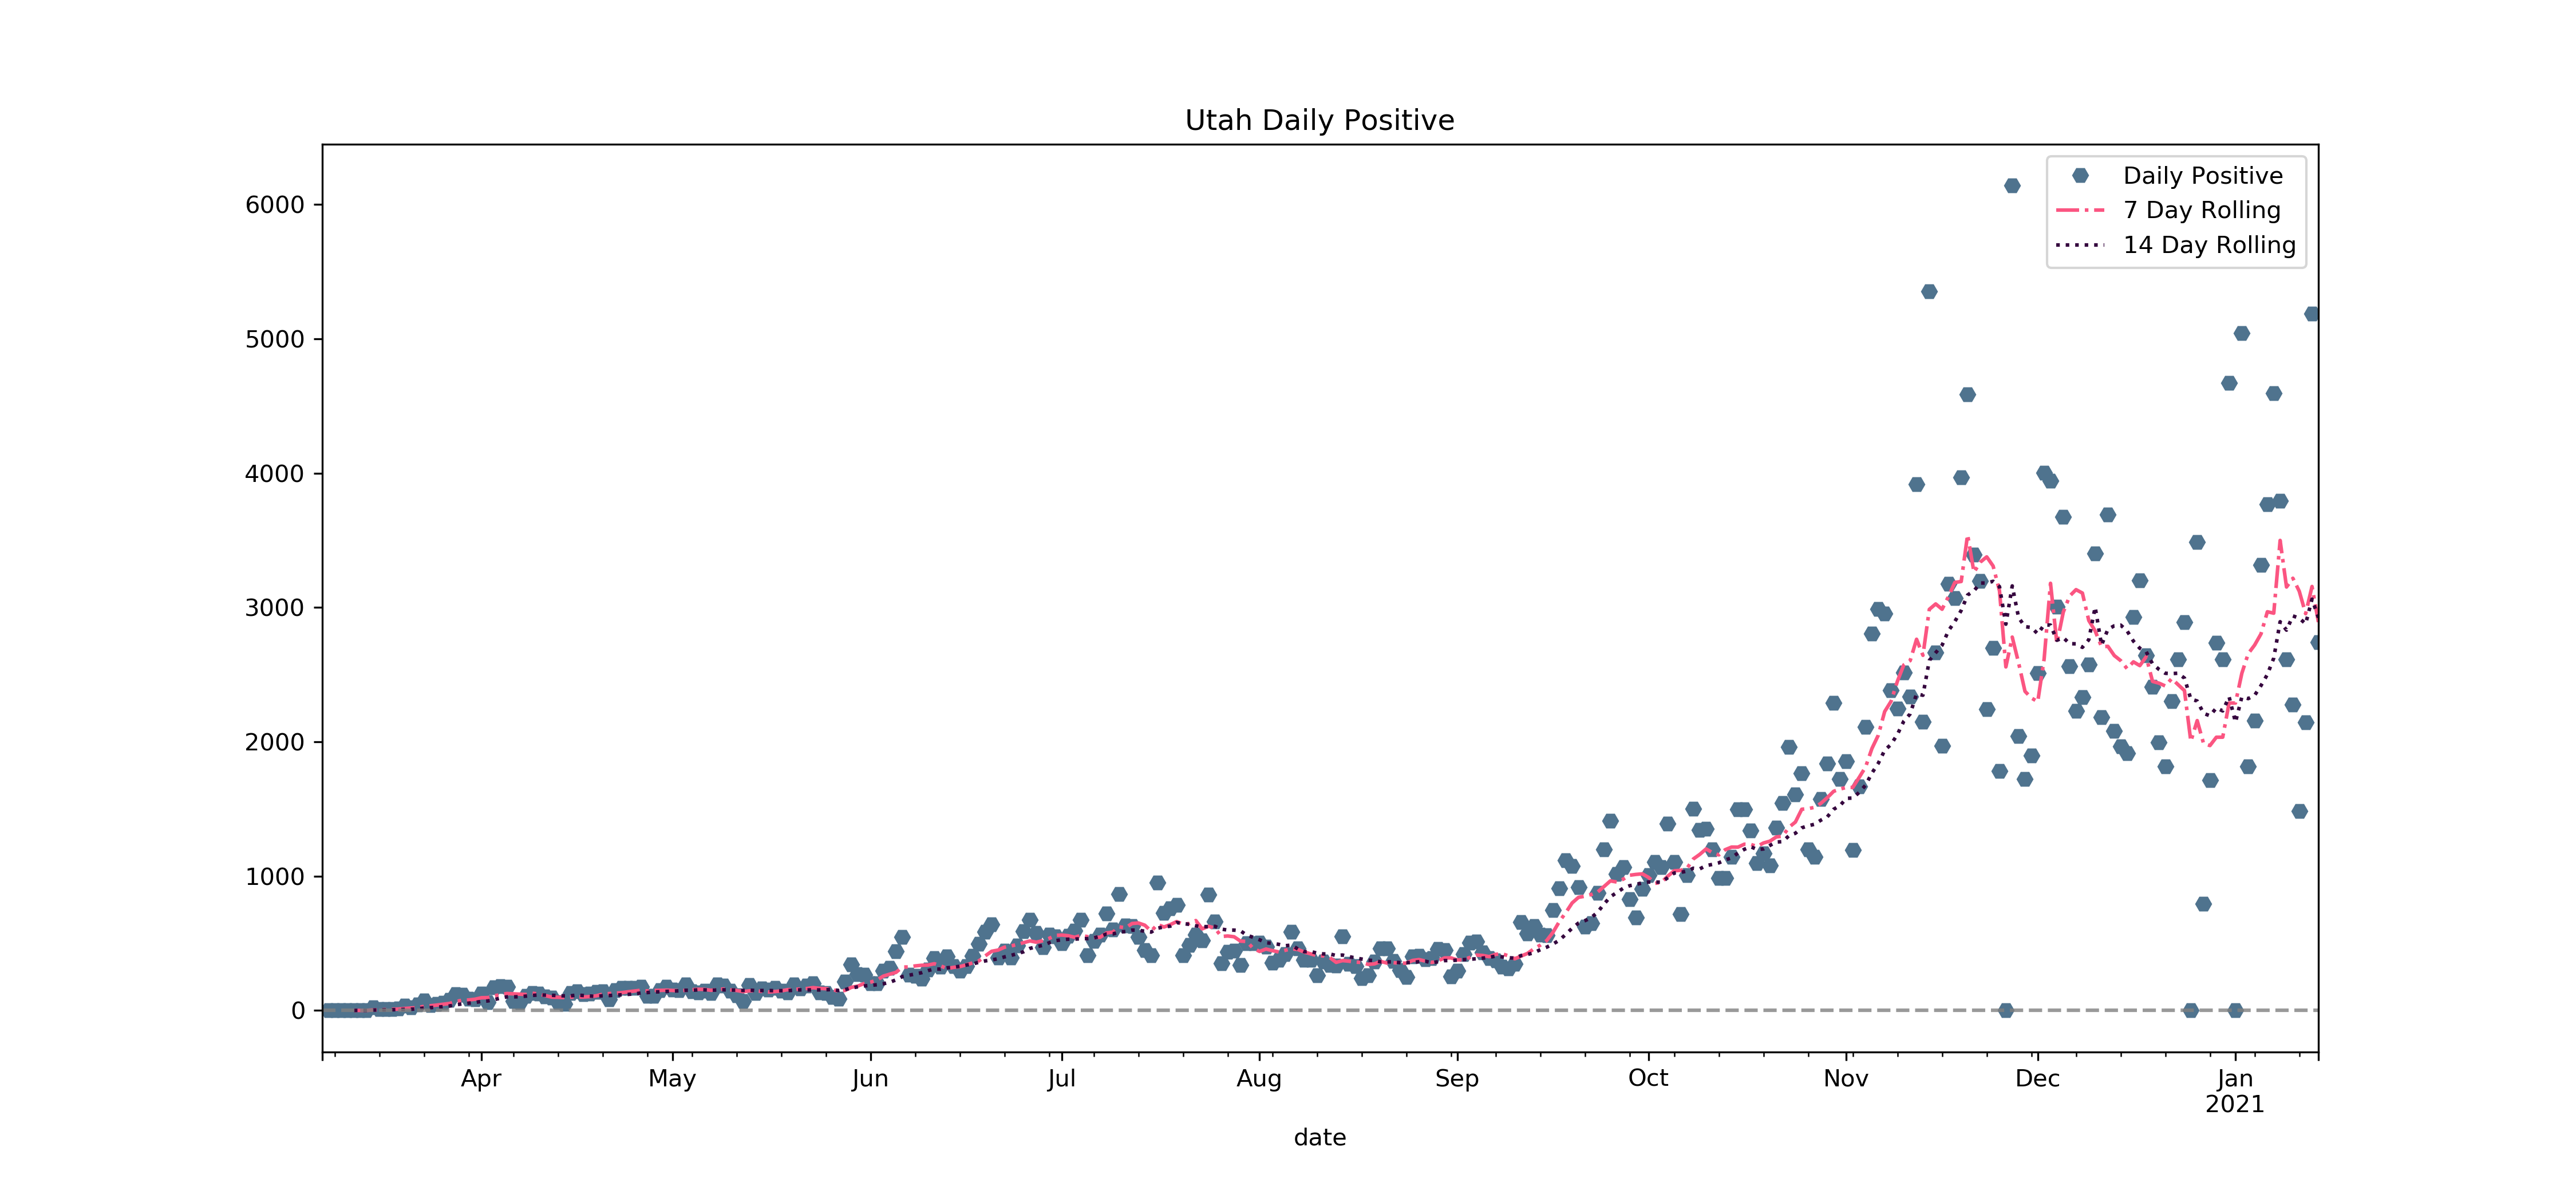 Utah Daily Positive
Daily Positive
7 Day Rolling
14 Day Rolling
6000
5000
4000
3000
2000
1000
0
Apr May Jun Jul Aug Sep Oct Nov Dec Jan
2021
date